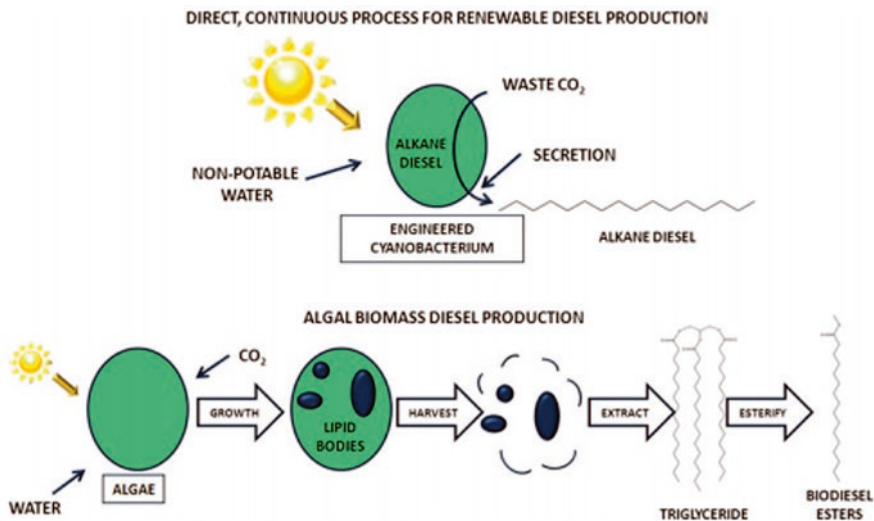 DIRECT, CONTINUOUS PROCESS FOR RENEWABLE DIESEL PRODUCTION
WASTE CO₂
ALKANE
DIESEL
SECRETION
NON-POTABLE
WATER
ENGINEERED
CYANOBACTERIUM
ALKANE DIESEL
ALGAL BIOMASS DIESEL PRODUCTION
CO₂
GROWTH
LIPID
BODIES
HARVEST
EXTRACT
ESTERIFY
ALGAE
WATER
TRIGLYCERIDE
BIODIESEL
ESTERS